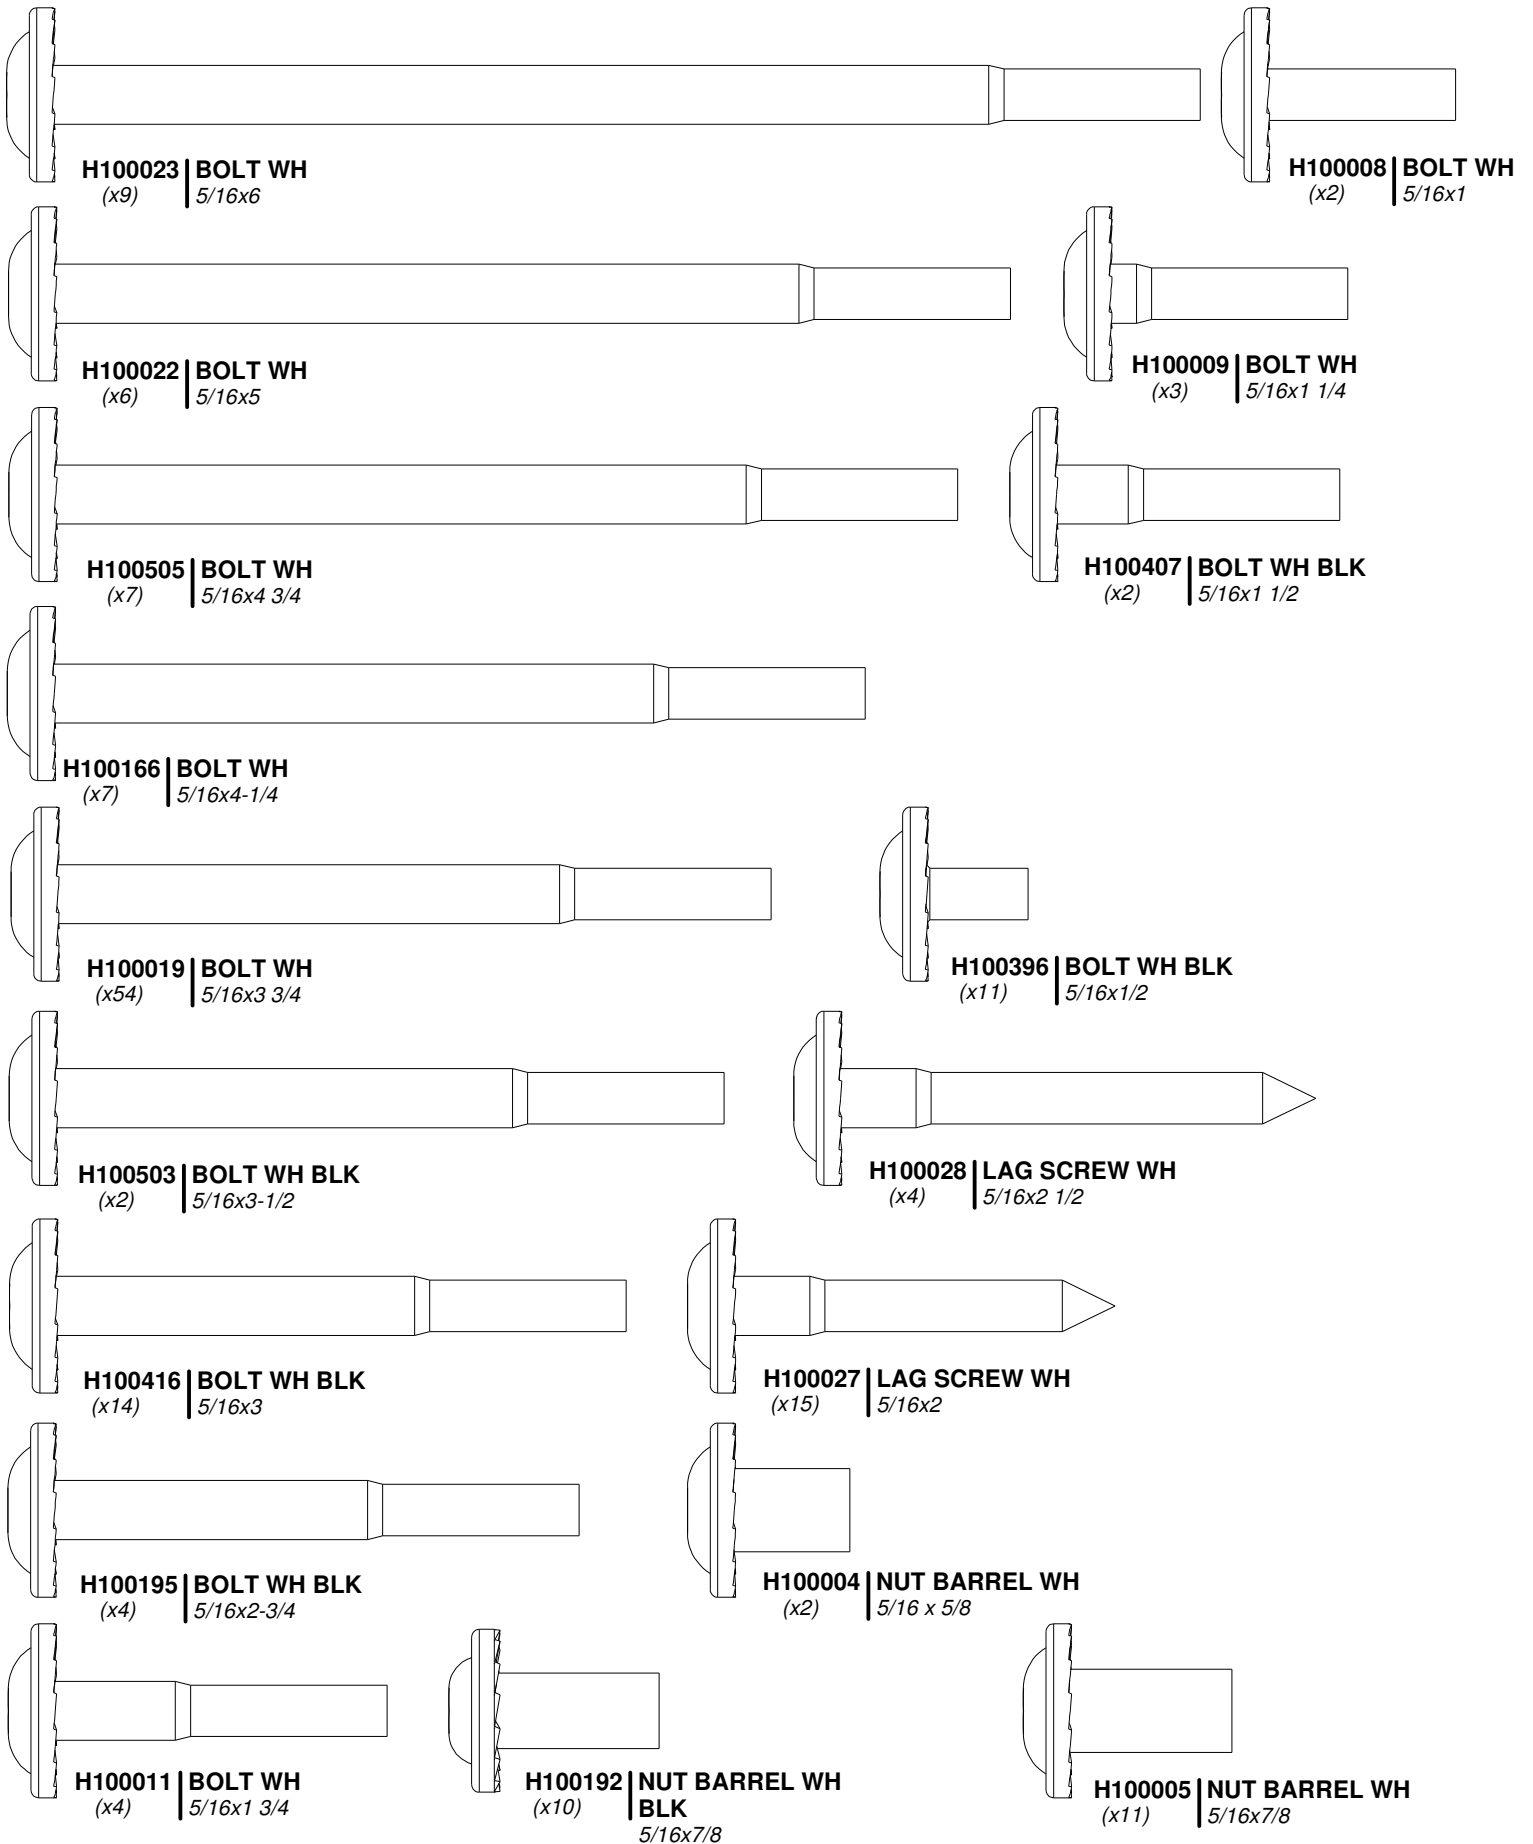 H100023 BOLT WH
(x9) 5/16x6
H100008 BOLT WH
(x2) 5/16x1
H100022 BOLT WH
(x6) 5/16x5
H100009 BOLT WH
(x3) 5/16x1 1/4
H100505 BOLT WH
(x7) 5/16x4 3/4
H100407 BOLT WH BLK
(x2) 5/16x1 1/2
H100166 BOLT WH
(x7) 5/16x4-1/4
H100019 BOLT WH
(x54) 5/16x3 3/4
H100396 BOLT WH BLK
(x11) 5/16x1/2
H100503 BOLT WH BLK
(x2) 5/16x3-1/2
H100028 LAG SCREW WH
(x4) 5/16x2 1/2
H100416 BOLT WH BLK
(x14) 5/16x3
H100027 LAG SCREW WH
(x15) 5/16x2
H100195 BOLT WH BLK
(x4) 5/16x2-3/4
H100004 NUT BARREL WH
(x2) 5/16 x 5/8
H100011 BOLT WH
(x4) 5/16x1 3/4
H100192 NUT BARREL WH
(x10) BLK
5/16x7/8
H100005 NUT BARREL WH
(x11) 5/16x7/8